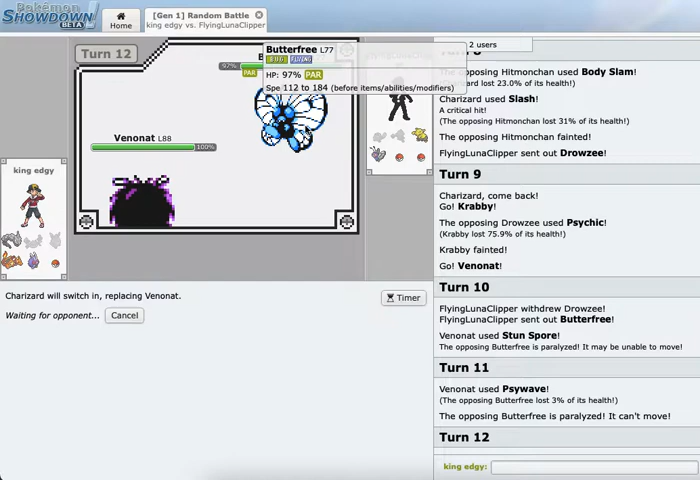 Pokémon
SHOWDOWN
BETA
Home
[Gen 1] Random Battle
king edgy vs. FlyingLunaClipper
Turn 12
97%
PAR
Butterfree L77
BUG FLYING
HP: 97% PAR
Spe 112 to 184 (before items/abilities/modifiers)
Venonat L88
100%
king edgy
Charizard will switch in, replacing Venonat.
Timer
Waiting for opponent...
Cancel
2 users
The opposing Hitmonchan used Body Slam!
(Charizard lost 23.0% of its health!)
Charizard used Slash!
A critical hit!
(The opposing Hitmonchan lost 31% of its health!)
The opposing Hitmonchan fainted!
FlyingLunaClipper sent out Drowzee!
Turn 9
Charizard, come back!
Go! Krabby!
The opposing Drowzee used Psychic!
(Krabby lost 75.9% of its health!)
Krabby fainted!
Go! Venonat!
Turn 10
FlyingLunaClipper withdrew Drowzee!
FlyingLunaClipper sent out Butterfree!
Venonat used Stun Spore!
The opposing Butterfree is paralyzed! It may be unable to move!
Turn 11
Venonat used Psywave!
(The opposing Butterfree lost 3% of its health!)
The opposing Butterfree is paralyzed! It can't move!
Turn 12
king edgy: